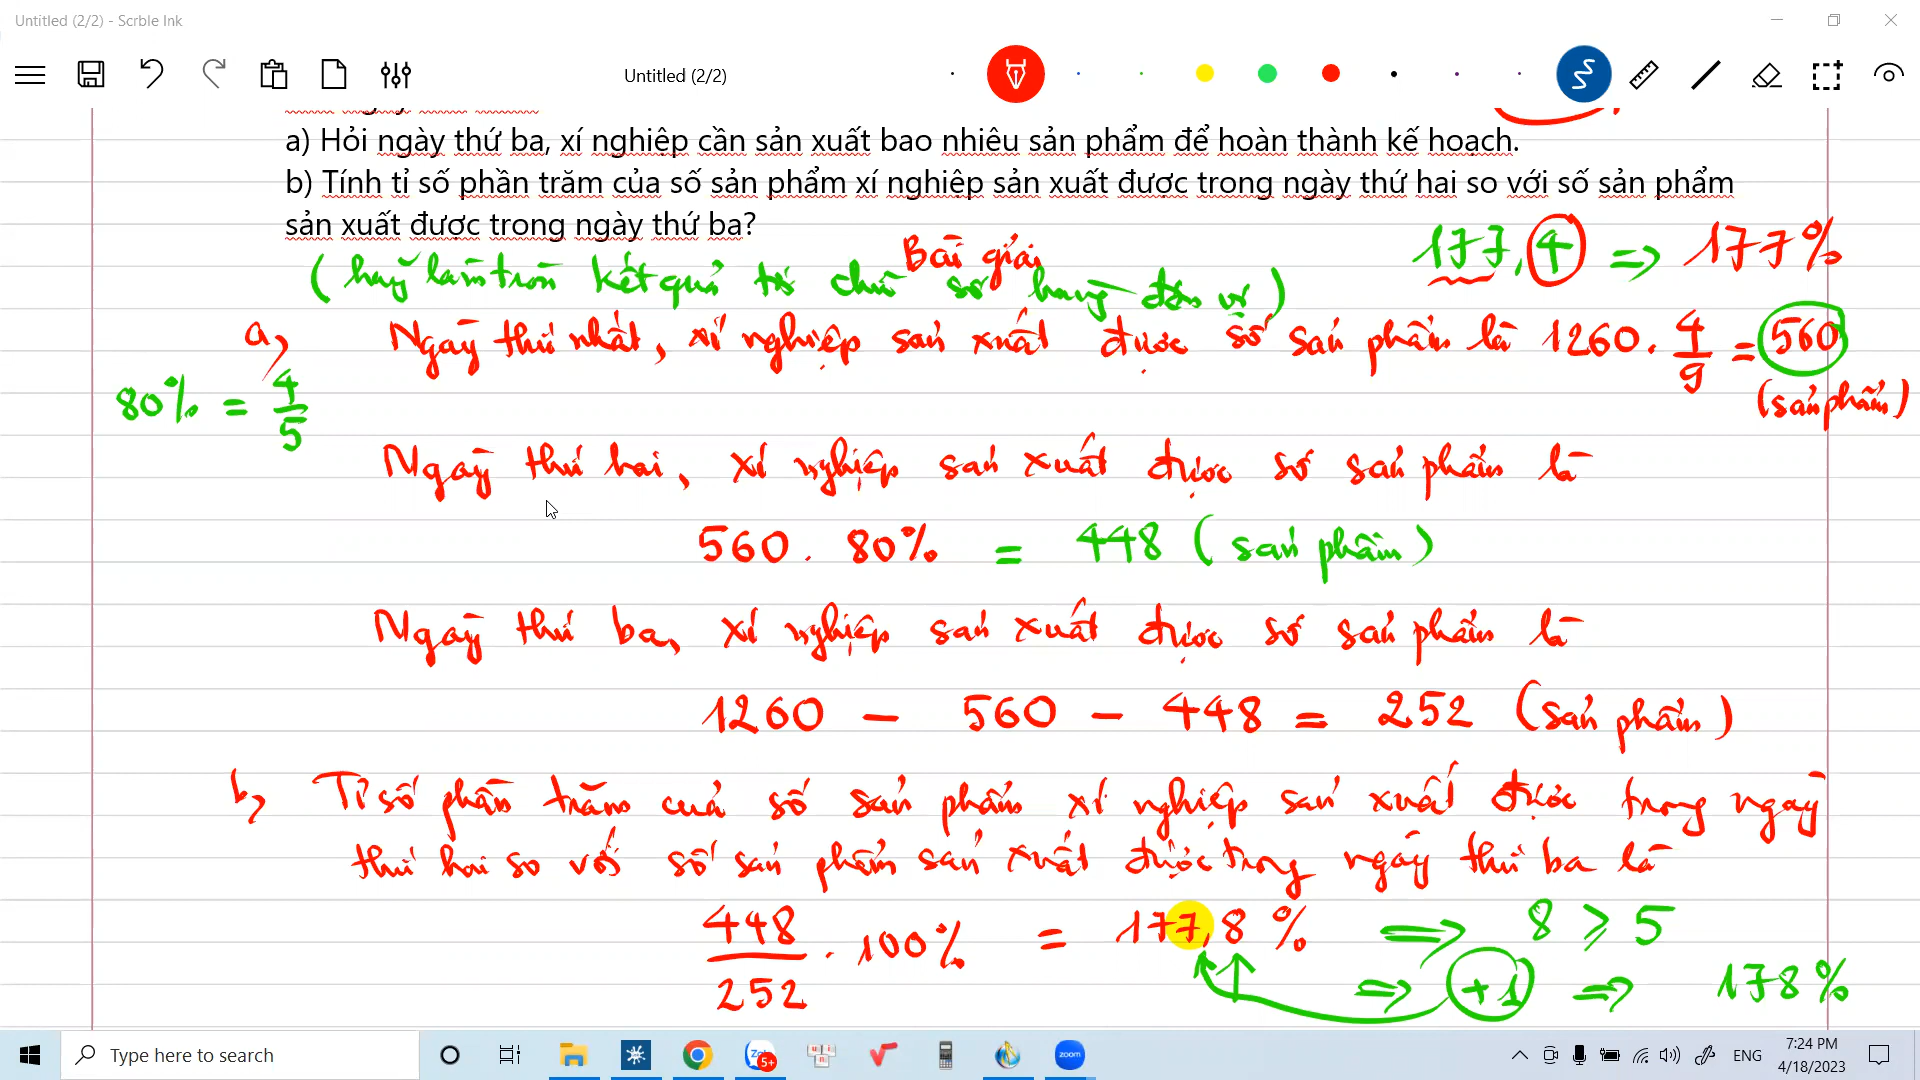 Untitled (2/2) - Scrble Ink
Untitled (2/2)
a) Hỏi ngày thứ ba, xí nghiệp cần sản xuất bao nhiêu sản phẩm để hoàn thành kế hoạch.
b) Tính tỉ số phần trăm của số sản phẩm xí nghiệp sản xuất được trong ngày thứ hai so với số sản phẩm
sản xuất được trong ngày thứ ba?
177,4 => 177%
Bài giải
(hãy làm tròn kết quả tới chữ số hàng đơn vị)
a, Ngày thứ nhất, xí nghiệp sản xuất được số sản phẩm là 1260 . 4/9 = 560
(sản phẩm)
80% = 4/5
Ngày thứ hai, xí nghiệp sản xuất được số sản phẩm là
560 . 80% = 448 (sản phẩm)
Ngày thứ ba, xí nghiệp sản xuất được số sản phẩm là
1260 - 560 - 448 = 252 (sản phẩm)
b, Tỉ số phần trăm của số sản phẩm xí nghiệp sản xuất được trong ngày
thứ hai so với số sản phẩm sản xuất được trong ngày thứ ba là
448/252 . 100% = 177,8% => 8 ≥ 5
=> +1 => 178%
Type here to search
5+
zoom
ENG
7:24 PM
4/18/2023